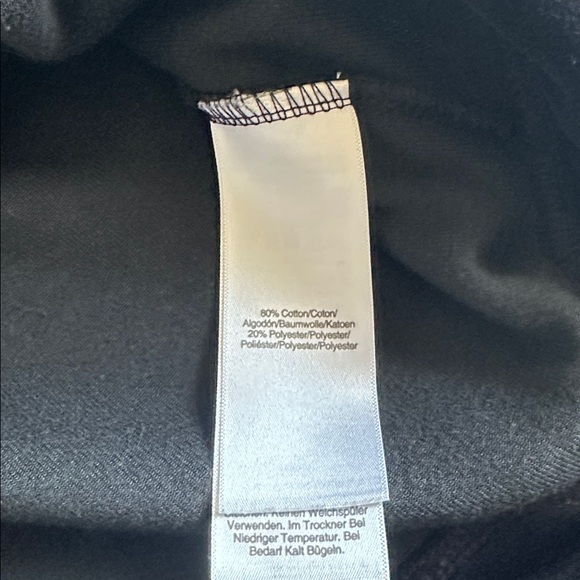 80% Cotton/Coton/
Algodón/Baumwolle/Katoen
20% Polyester/Polyester/
Poliéster/Polyester/Polyester
Keinen Weichspüler
Verwenden. Im Trockner Bei
Niedriger Temperatur. Bei
Bedarf Kalt Bügeln.